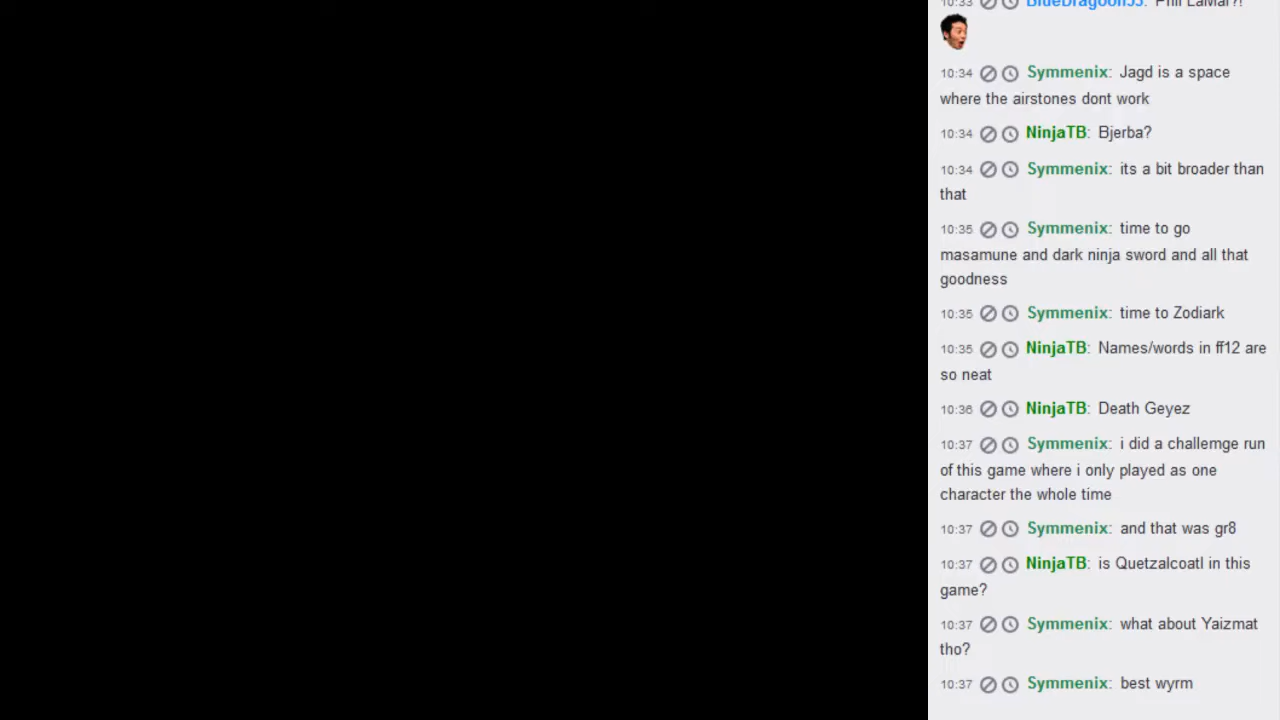 10:33 BlueDragoon33: Phil LaMar?!
10:34 Symmenix: Jagd is a space
where the airstones dont work
10:34 NinjaTB: Bjerba?
10:34 Symmenix: its a bit broader than
that
10:35 Symmenix: time to go
masamune and dark ninja sword and all that
goodness
10:35 Symmenix: time to Zodiark
10:35 NinjaTB: Names/words in ff12 are
so neat
10:36 NinjaTB: Death Geyez
10:37 Symmenix: i did a challemge run
of this game where i only played as one
character the whole time
10:37 Symmenix: and that was gr8
10:37 NinjaTB: is Quetzalcoatl in this
game?
10:37 Symmenix: what about Yaizmat
tho?
10:37 Symmenix: best wyrm